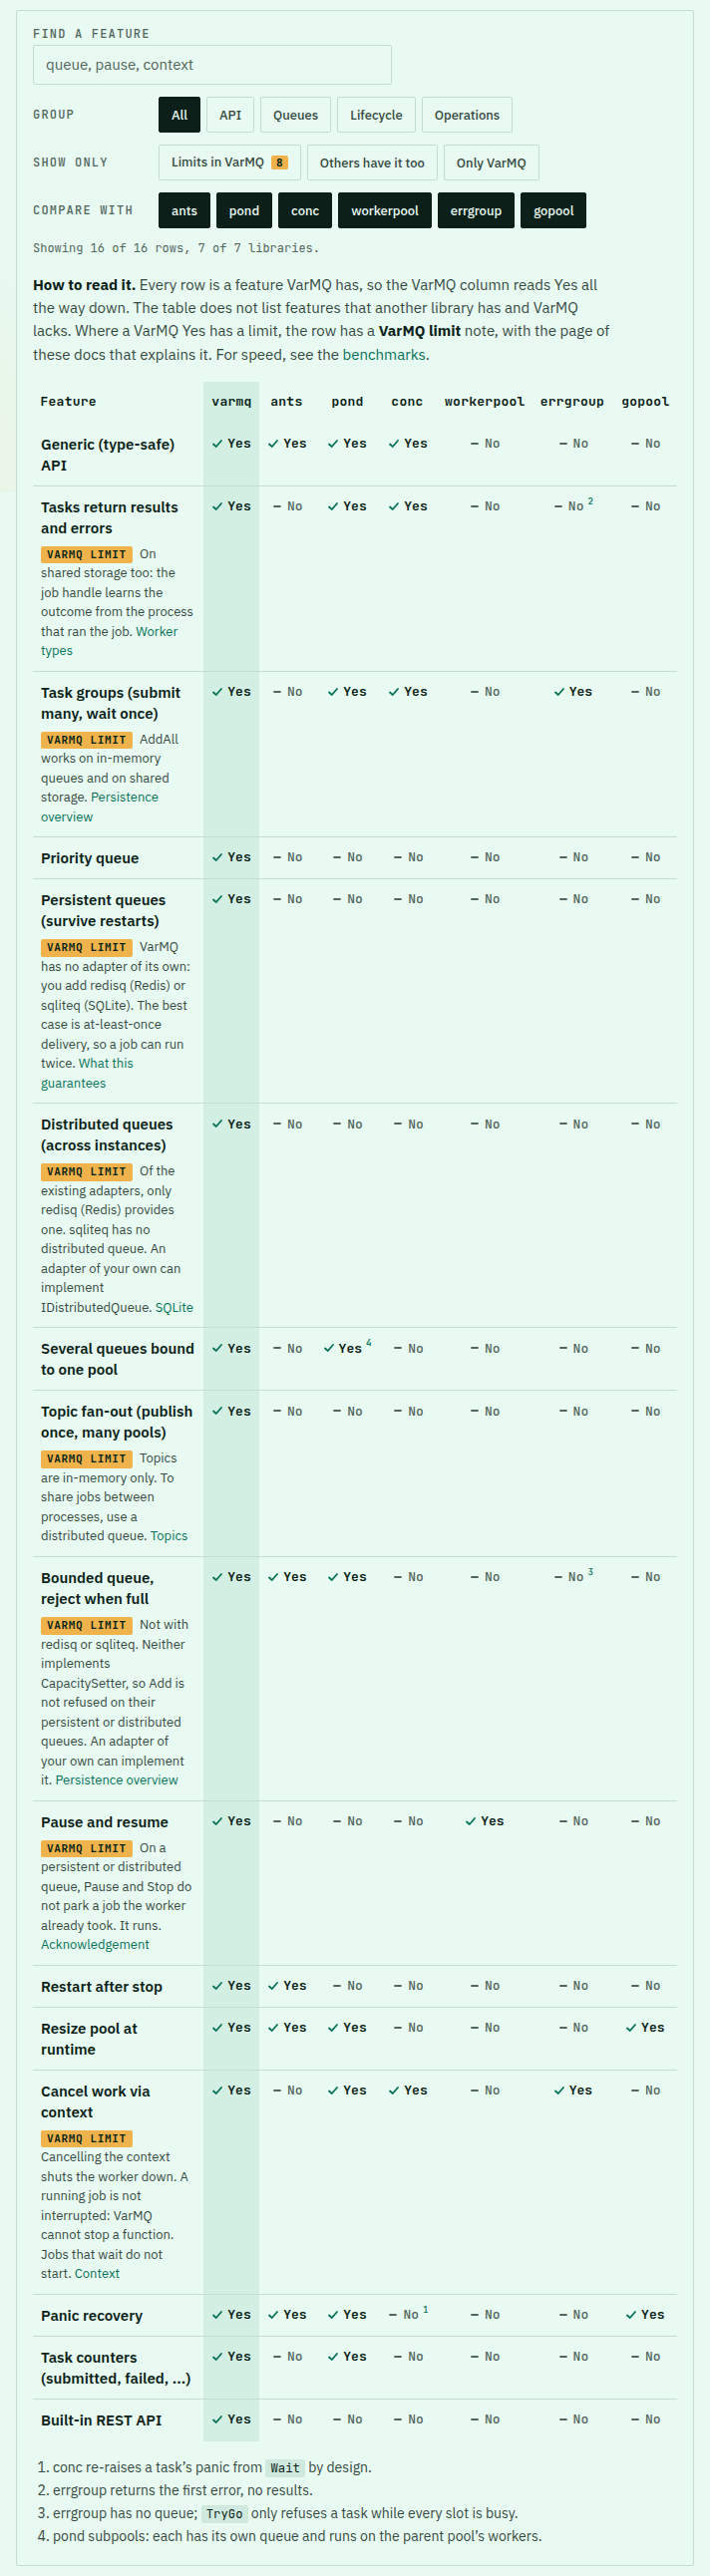 FIND A FEATURE
queue, pause, context
GROUP All API Queues Lifecycle Operations
SHOW ONLY Limits in VarMQ 8 Others have it too Only VarMQ
COMPARE WITH ants pond conc workerpool errgroup gopool
Showing 16 of 16 rows, 7 of 7 libraries.
How to read it. Every row is a feature VarMQ has, so the VarMQ column reads Yes all
the way down. The table does not list features that another library has and VarMQ
lacks. Where a VarMQ Yes has a limit, the row has a VarMQ limit note, with the page of
these docs that explains it. For speed, see the benchmarks.
Feature varmq ants pond conc workerpool errgroup gopool
Generic (type-safe) ✓ Yes ✓ Yes ✓ Yes ✓ Yes – No – No – No
API
Tasks return results ✓ Yes – No ✓ Yes ✓ Yes – No – No 2 – No
and errors
VARMQ LIMIT On
shared storage too: the
job handle learns the
outcome from the process
that ran the job. Worker
types
Task groups (submit ✓ Yes – No ✓ Yes ✓ Yes – No ✓ Yes – No
many, wait once)
VARMQ LIMIT AddAll
works on in-memory
queues and on shared
storage. Persistence
overview
Priority queue ✓ Yes – No – No – No – No – No – No
Persistent queues ✓ Yes – No – No – No – No – No – No
(survive restarts)
VARMQ LIMIT VarMQ
has no adapter of its own:
you add redisq (Redis) or
sqliteq (SQLite). The best
case is at-least-once
delivery, so a job can run
twice. What this
guarantees
Distributed queues ✓ Yes – No – No – No – No – No – No
(across instances)
VARMQ LIMIT Of the
existing adapters, only
redisq (Redis) provides
one. sqliteq has no
distributed queue. An
adapter of your own can
implement
IDistributedQueue. SQLite
Several queues bound ✓ Yes – No ✓ Yes 4 – No – No – No – No
to one pool
Topic fan-out (publish ✓ Yes – No – No – No – No – No – No
once, many pools)
VARMQ LIMIT Topics
are in-memory only. To
share jobs between
processes, use a
distributed queue. Topics
Bounded queue, ✓ Yes ✓ Yes ✓ Yes – No – No – No 3 – No
reject when full
VARMQ LIMIT Not with
redisq or sqliteq. Neither
implements
CapacitySetter, so Add is
not refused on their
persistent or distributed
queues. An adapter of
your own can implement
it. Persistence overview
Pause and resume ✓ Yes – No – No – No ✓ Yes – No – No
VARMQ LIMIT On a
persistent or distributed
queue, Pause and Stop do
not park a job the worker
already took. It runs.
Acknowledgement
Restart after stop ✓ Yes ✓ Yes – No – No – No – No – No
Resize pool at ✓ Yes ✓ Yes ✓ Yes – No – No – No ✓ Yes
runtime
Cancel work via ✓ Yes – No ✓ Yes ✓ Yes – No ✓ Yes – No
context
VARMQ LIMIT
Cancelling the context
shuts the worker down. A
running job is not
interrupted: VarMQ
cannot stop a function.
Jobs that wait do not
start. Context
Panic recovery ✓ Yes ✓ Yes ✓ Yes – No 1 – No – No ✓ Yes
Task counters ✓ Yes – No ✓ Yes – No – No – No – No
(submitted, failed, ...)
Built-in REST API ✓ Yes – No – No – No – No – No – No
1. conc re-raises a task's panic from Wait by design.
2. errgroup returns the first error, no results.
3. errgroup has no queue; TryGo only refuses a task while every slot is busy.
4. pond subpools: each has its own queue and runs on the parent pool's workers.